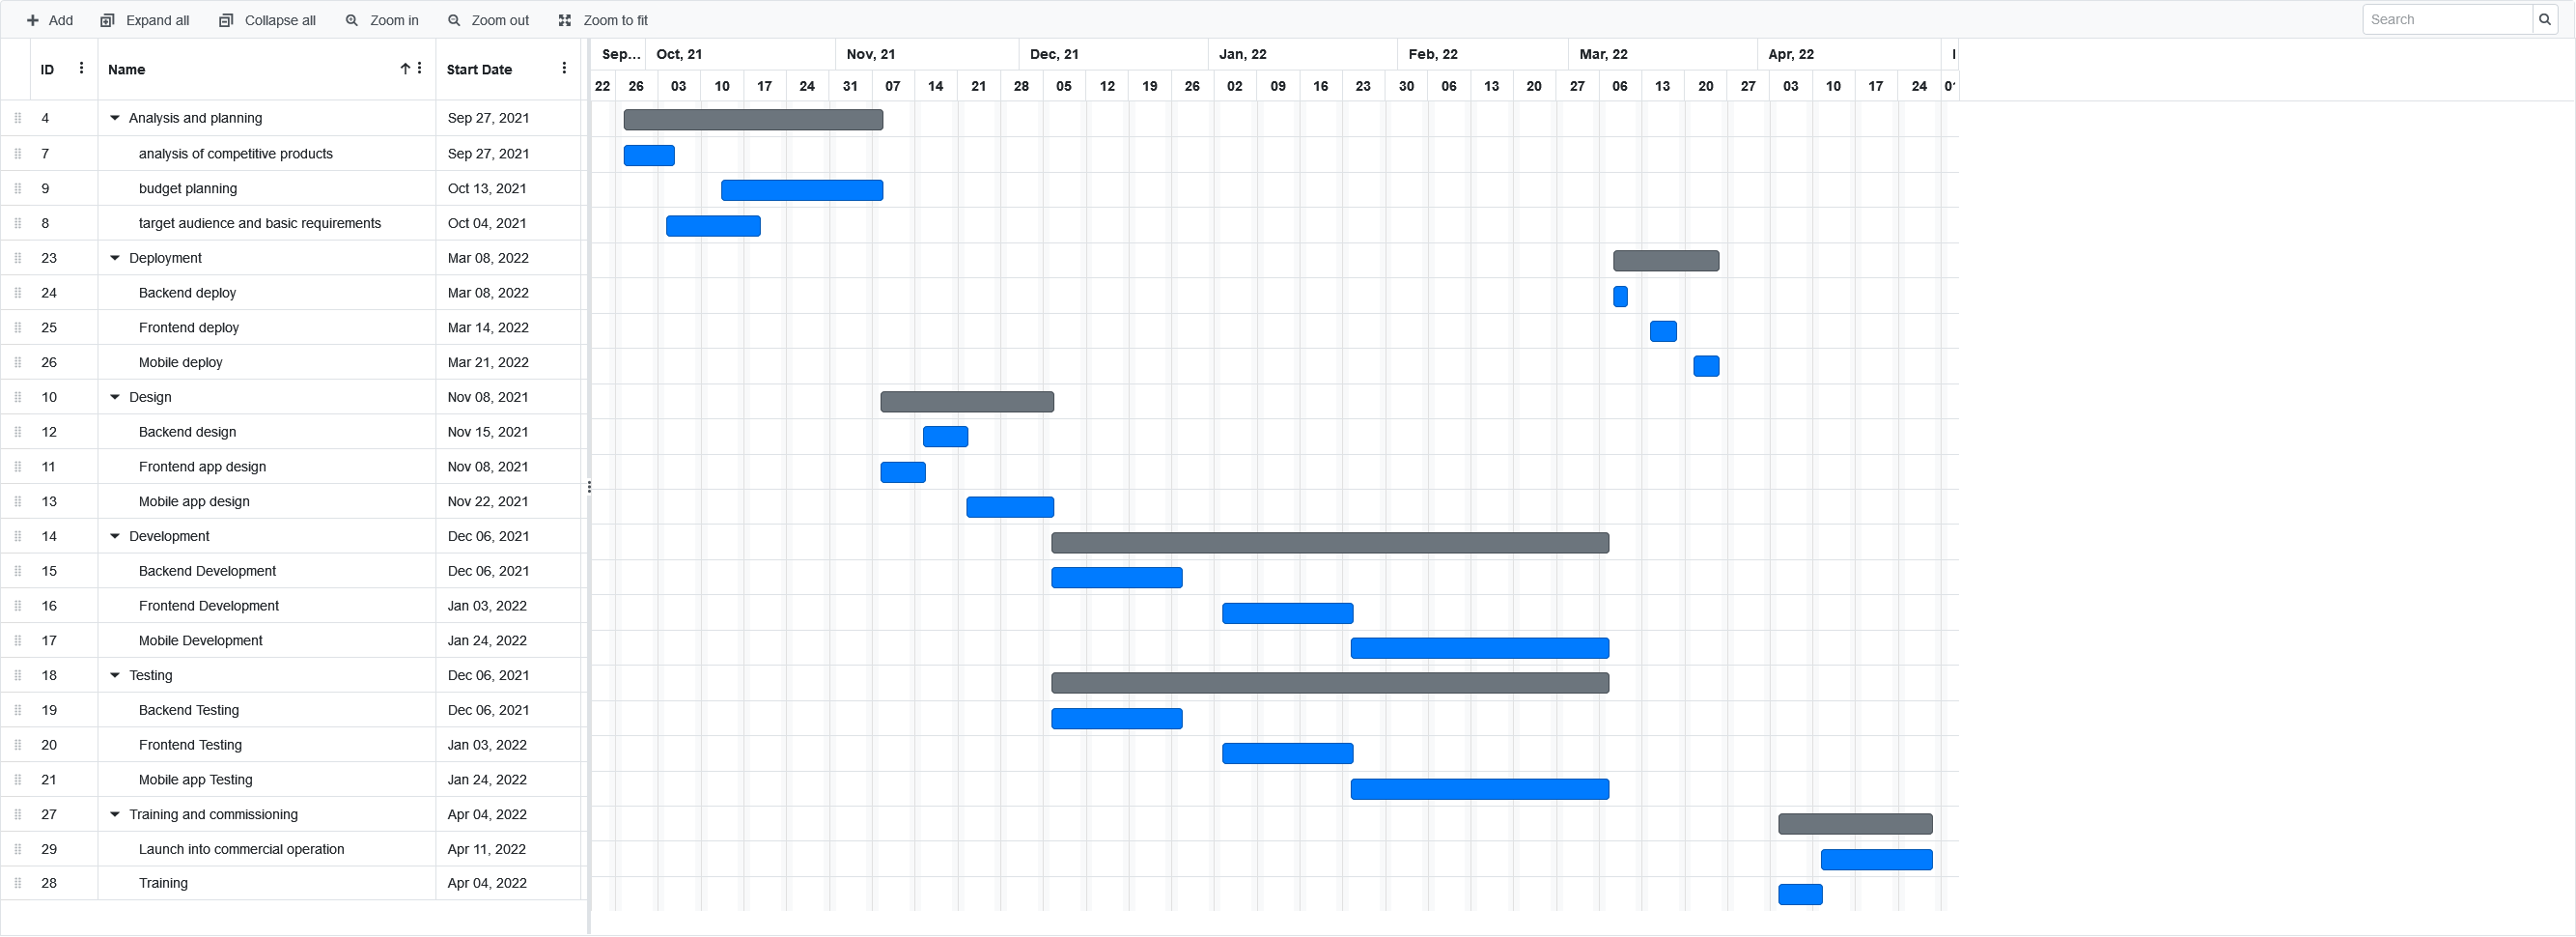 Add Expand all Collapse all Zoom in Zoom out Zoom to fit Search
Sep... Oct, 21 Nov, 21 Dec, 21 Jan, 22 Feb, 22 Mar, 22 Apr, 22
ID Name Start Date
22 26 03 10 17 24 31 07 14 21 28 05 12 19 26 02 09 16 23 30 06 13 20 27 06 13 20 27 03 10 17 24
4 Analysis and planning Sep 27, 2021
7 analysis of competitive products Sep 27, 2021
9 budget planning Oct 13, 2021
8 target audience and basic requirements Oct 04, 2021
23 Deployment Mar 08, 2022
24 Backend deploy Mar 08, 2022
25 Frontend deploy Mar 14, 2022
26 Mobile deploy Mar 21, 2022
10 Design Nov 08, 2021
12 Backend design Nov 15, 2021
11 Frontend app design Nov 08, 2021
13 Mobile app design Nov 22, 2021
14 Development Dec 06, 2021
15 Backend Development Dec 06, 2021
16 Frontend Development Jan 03, 2022
17 Mobile Development Jan 24, 2022
18 Testing Dec 06, 2021
19 Backend Testing Dec 06, 2021
20 Frontend Testing Jan 03, 2022
21 Mobile app Testing Jan 24, 2022
27 Training and commissioning Apr 04, 2022
29 Launch into commercial operation Apr 11, 2022
28 Training Apr 04, 2022